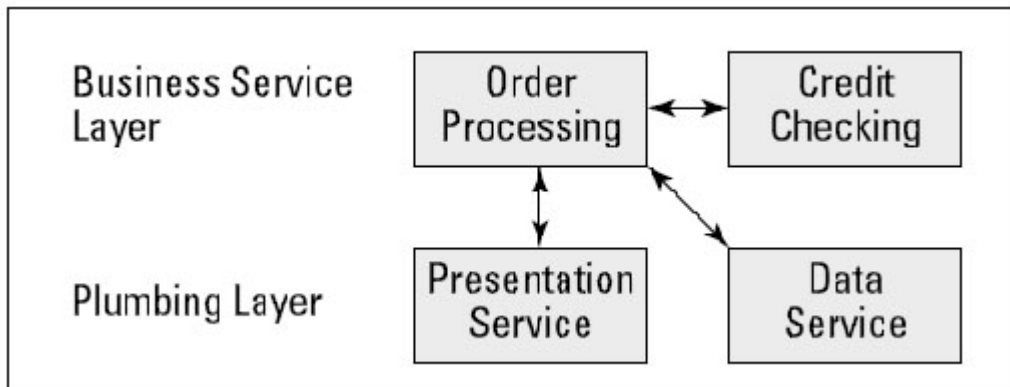 Business Service
Layer
Order
Processing
Credit
Checking
Plumbing Layer
Presentation
Service
Data
Service